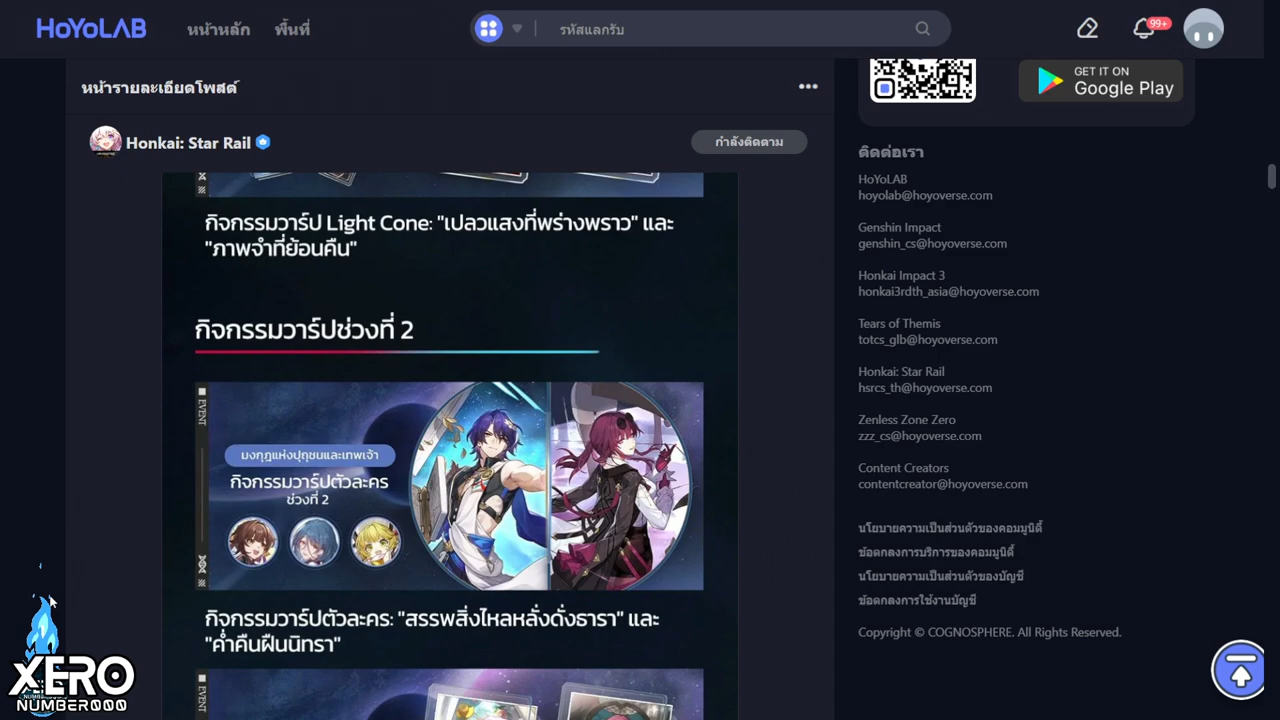 HoYoLAB
หน้าหลัก
พื้นที่
รหัสแลกรับ
99+
หน้ารายละเอียดโพสต์
Honkai: Star Rail
กำลังติดตาม
กิจกรรมวาร์ป Light Cone: "เปลวแสงที่พร่างพราว" และ
"ภาพจำที่ย้อนคืน"
กิจกรรมวาร์ปช่วงที่ 2
EVENT
มงกุฎแห่งปุถุชนและเทพเจ้า
กิจกรรมวาร์ปตัวละคร
ช่วงที่ 2
กิจกรรมวาร์ปตัวละคร: "สรรพสิ่งไหลหลั่งดั่งธารา" และ
"ค่ำคืนฝืนนิทรา"
EVENT
GET IT ON
Google Play
ติดต่อเรา
HoYoLAB
hoyolab@hoyoverse.com
Genshin Impact
genshin_cs@hoyoverse.com
Honkai Impact 3
honkai3rdth_asia@hoyoverse.com
Tears of Themis
totcs_glb@hoyoverse.com
Honkai: Star Rail
hsrcs_th@hoyoverse.com
Zenless Zone Zero
zzz_cs@hoyoverse.com
Content Creators
contentcreator@hoyoverse.com
นโยบายความเป็นส่วนตัวของคอมมูนิตี้
ข้อตกลงการบริการของคอมมูนิตี้
นโยบายความเป็นส่วนตัวของบัญชี
ข้อตกลงการใช้งานบัญชี
Copyright © COGNOSPHERE. All Rights Reserved.
XERO
NUMBER000